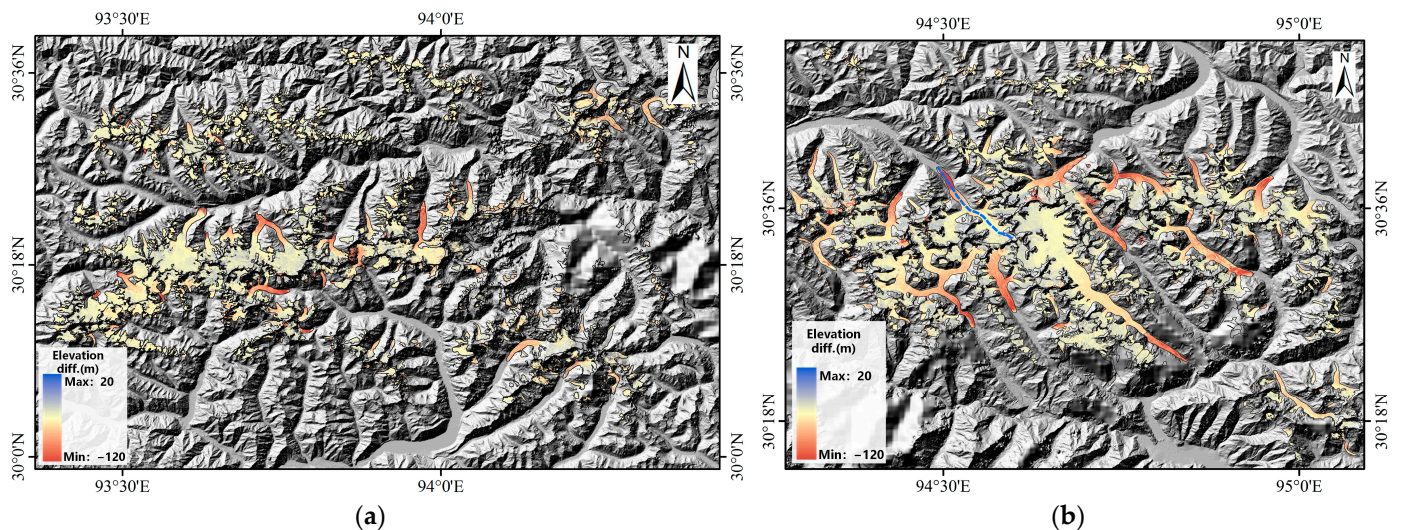 93°30'E
94°0'E
30°36'N
30°36'N
30°18'N
30°18'N
30°0'N
30°0'N
N
Elevation
diff.(m)
Max: 20
Min: −120
93°30'E
94°0'E
(a)
94°30'E
95°0'E
30°36'N
30°36'N
30°18'N
30°18'N
N
Elevation
diff.(m)
Max: 20
Min: −120
94°30'E
95°0'E
(b)